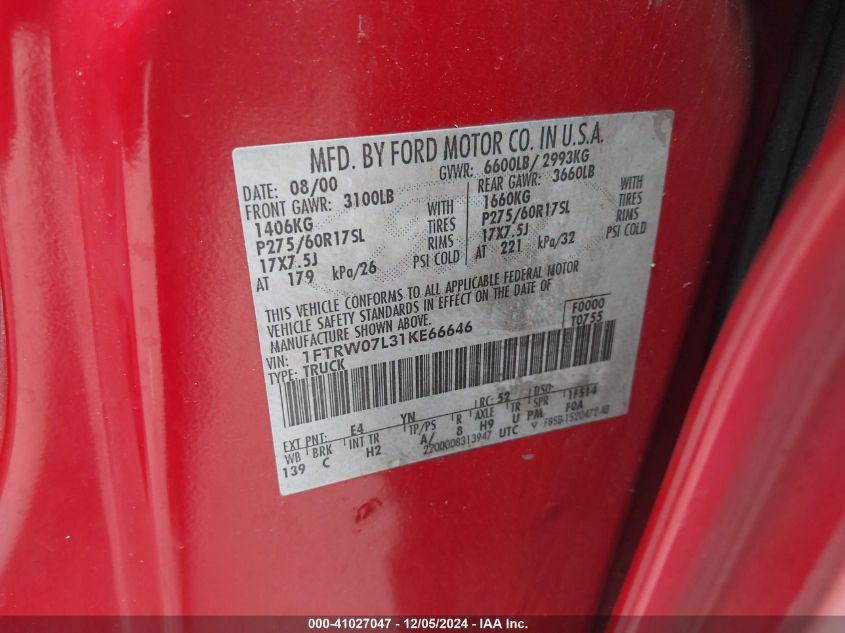 MFD. BY FORD MOTOR CO. IN U.S.A.
DATE: 08/00 GVWR: 6600LB/ 2993KG
FRONT GAWR: 3100LB REAR GAWR: 3660LB
1406KG WITH 1660KG WITH
P275/60R17SL TIRES P275/60R17SL TIRES
17X7.5J RIMS 17X7.5J RIMS
AT 179 kPa/26 PSI COLD AT 221 kPa/32 PSI COLD
THIS VEHICLE CONFORMS TO ALL APPLICABLE FEDERAL MOTOR
VEHICLE SAFETY STANDARDS IN EFFECT ON THE DATE OF
MANUFACTURE SHOWN ABOVE.
F0000
T0755
VIN: 1FTRW07L31KE66646
TYPE: TRUCK
EXT PNT: E4 YN RC: 52 DSO: 1F514
WB BRK INT TR TP/PS R AXLE TR SPR F0A
139 C H2 A/ 8 H9 U PM
2200008313947 UTC
000-41027047 | 12/05/2024 - IAAI, Inc.